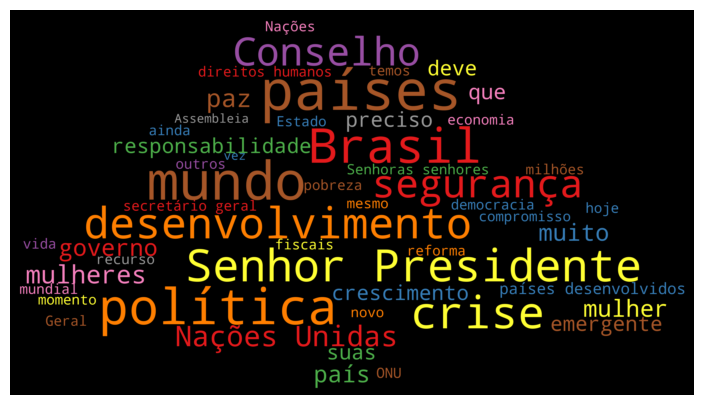 Nações
Conselho
direitos humanos temos deve
países
paz que
Assembleia Estado preciso economia
ainda
responsabilidade Brasil
vez
outros Senhoras senhores milhões
mundo pobreza segurança
secretário geral mesmo democracia hoje
desenvolvimento compromisso
vida governo fiscais reforma muito
recurso
mulheres Senhor Presidente
mundial crescimento países desenvolvidos
momento política crise mulher
Geral novo emergente
Nações Unidas
suas
país ONU